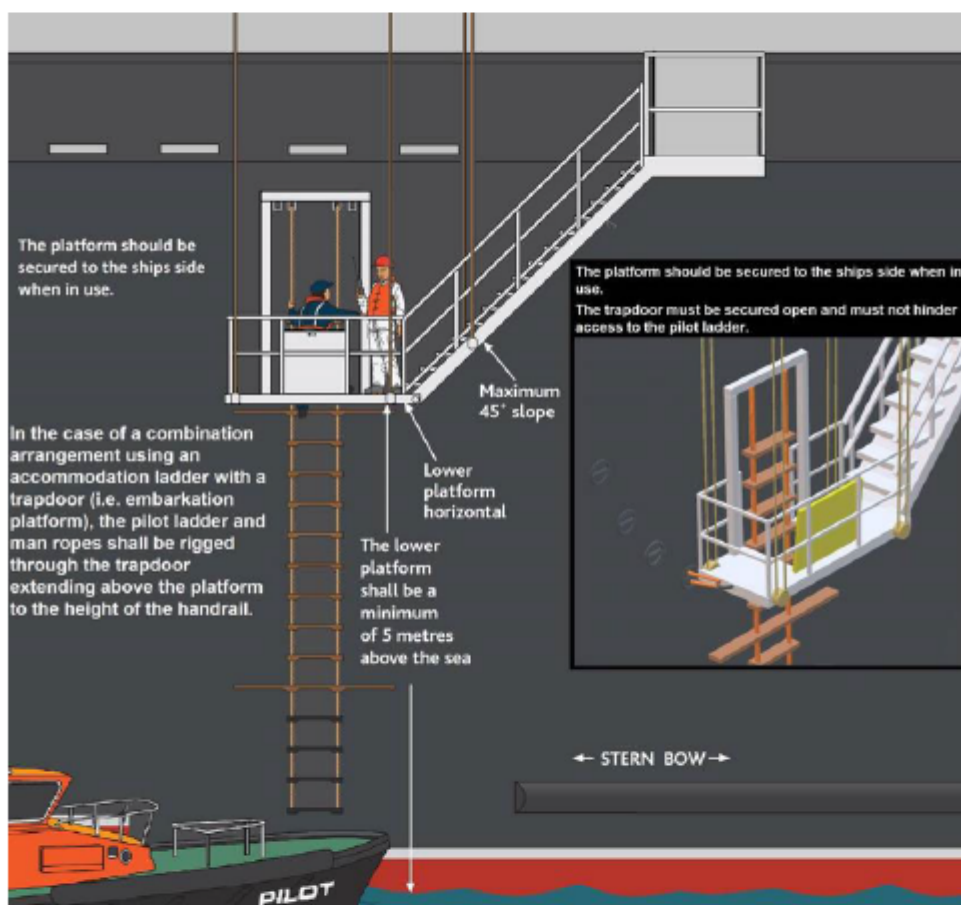 The platform should be
secured to the ships side
when in use.
The platform should be secured to the ships side when in
use.
The trapdoor must be secured open and must not hinder
access to the pilot ladder.
Maximum
45° slope
In the case of a combination
arrangement using an
accommodation ladder with a
trapdoor (i.e. embarkation
platform), the pilot ladder and
man ropes shall be rigged
through the trapdoor
extending above the platform
to the height of the handrail.
Lower
platform
horizontal
The lower
platform
shall be a
minimum
of 5 metres
above the sea
← STERN BOW →
PILOT